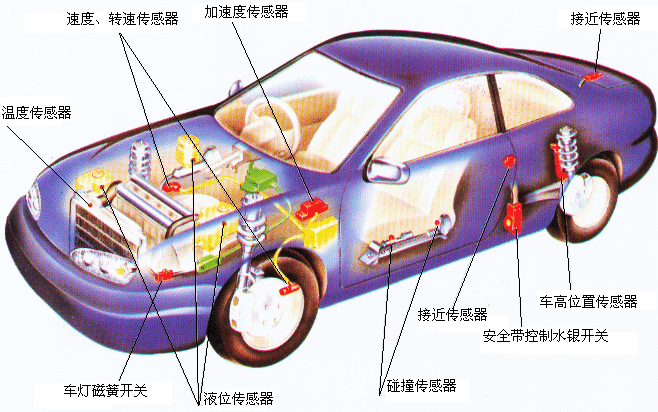 速度、转速传感器
加速度传感器
接近传感器
温度传感器
车高位置传感器
接近传感器
安全带控制水银开关
车灯磁簧开关
液位传感器
碰撞传感器